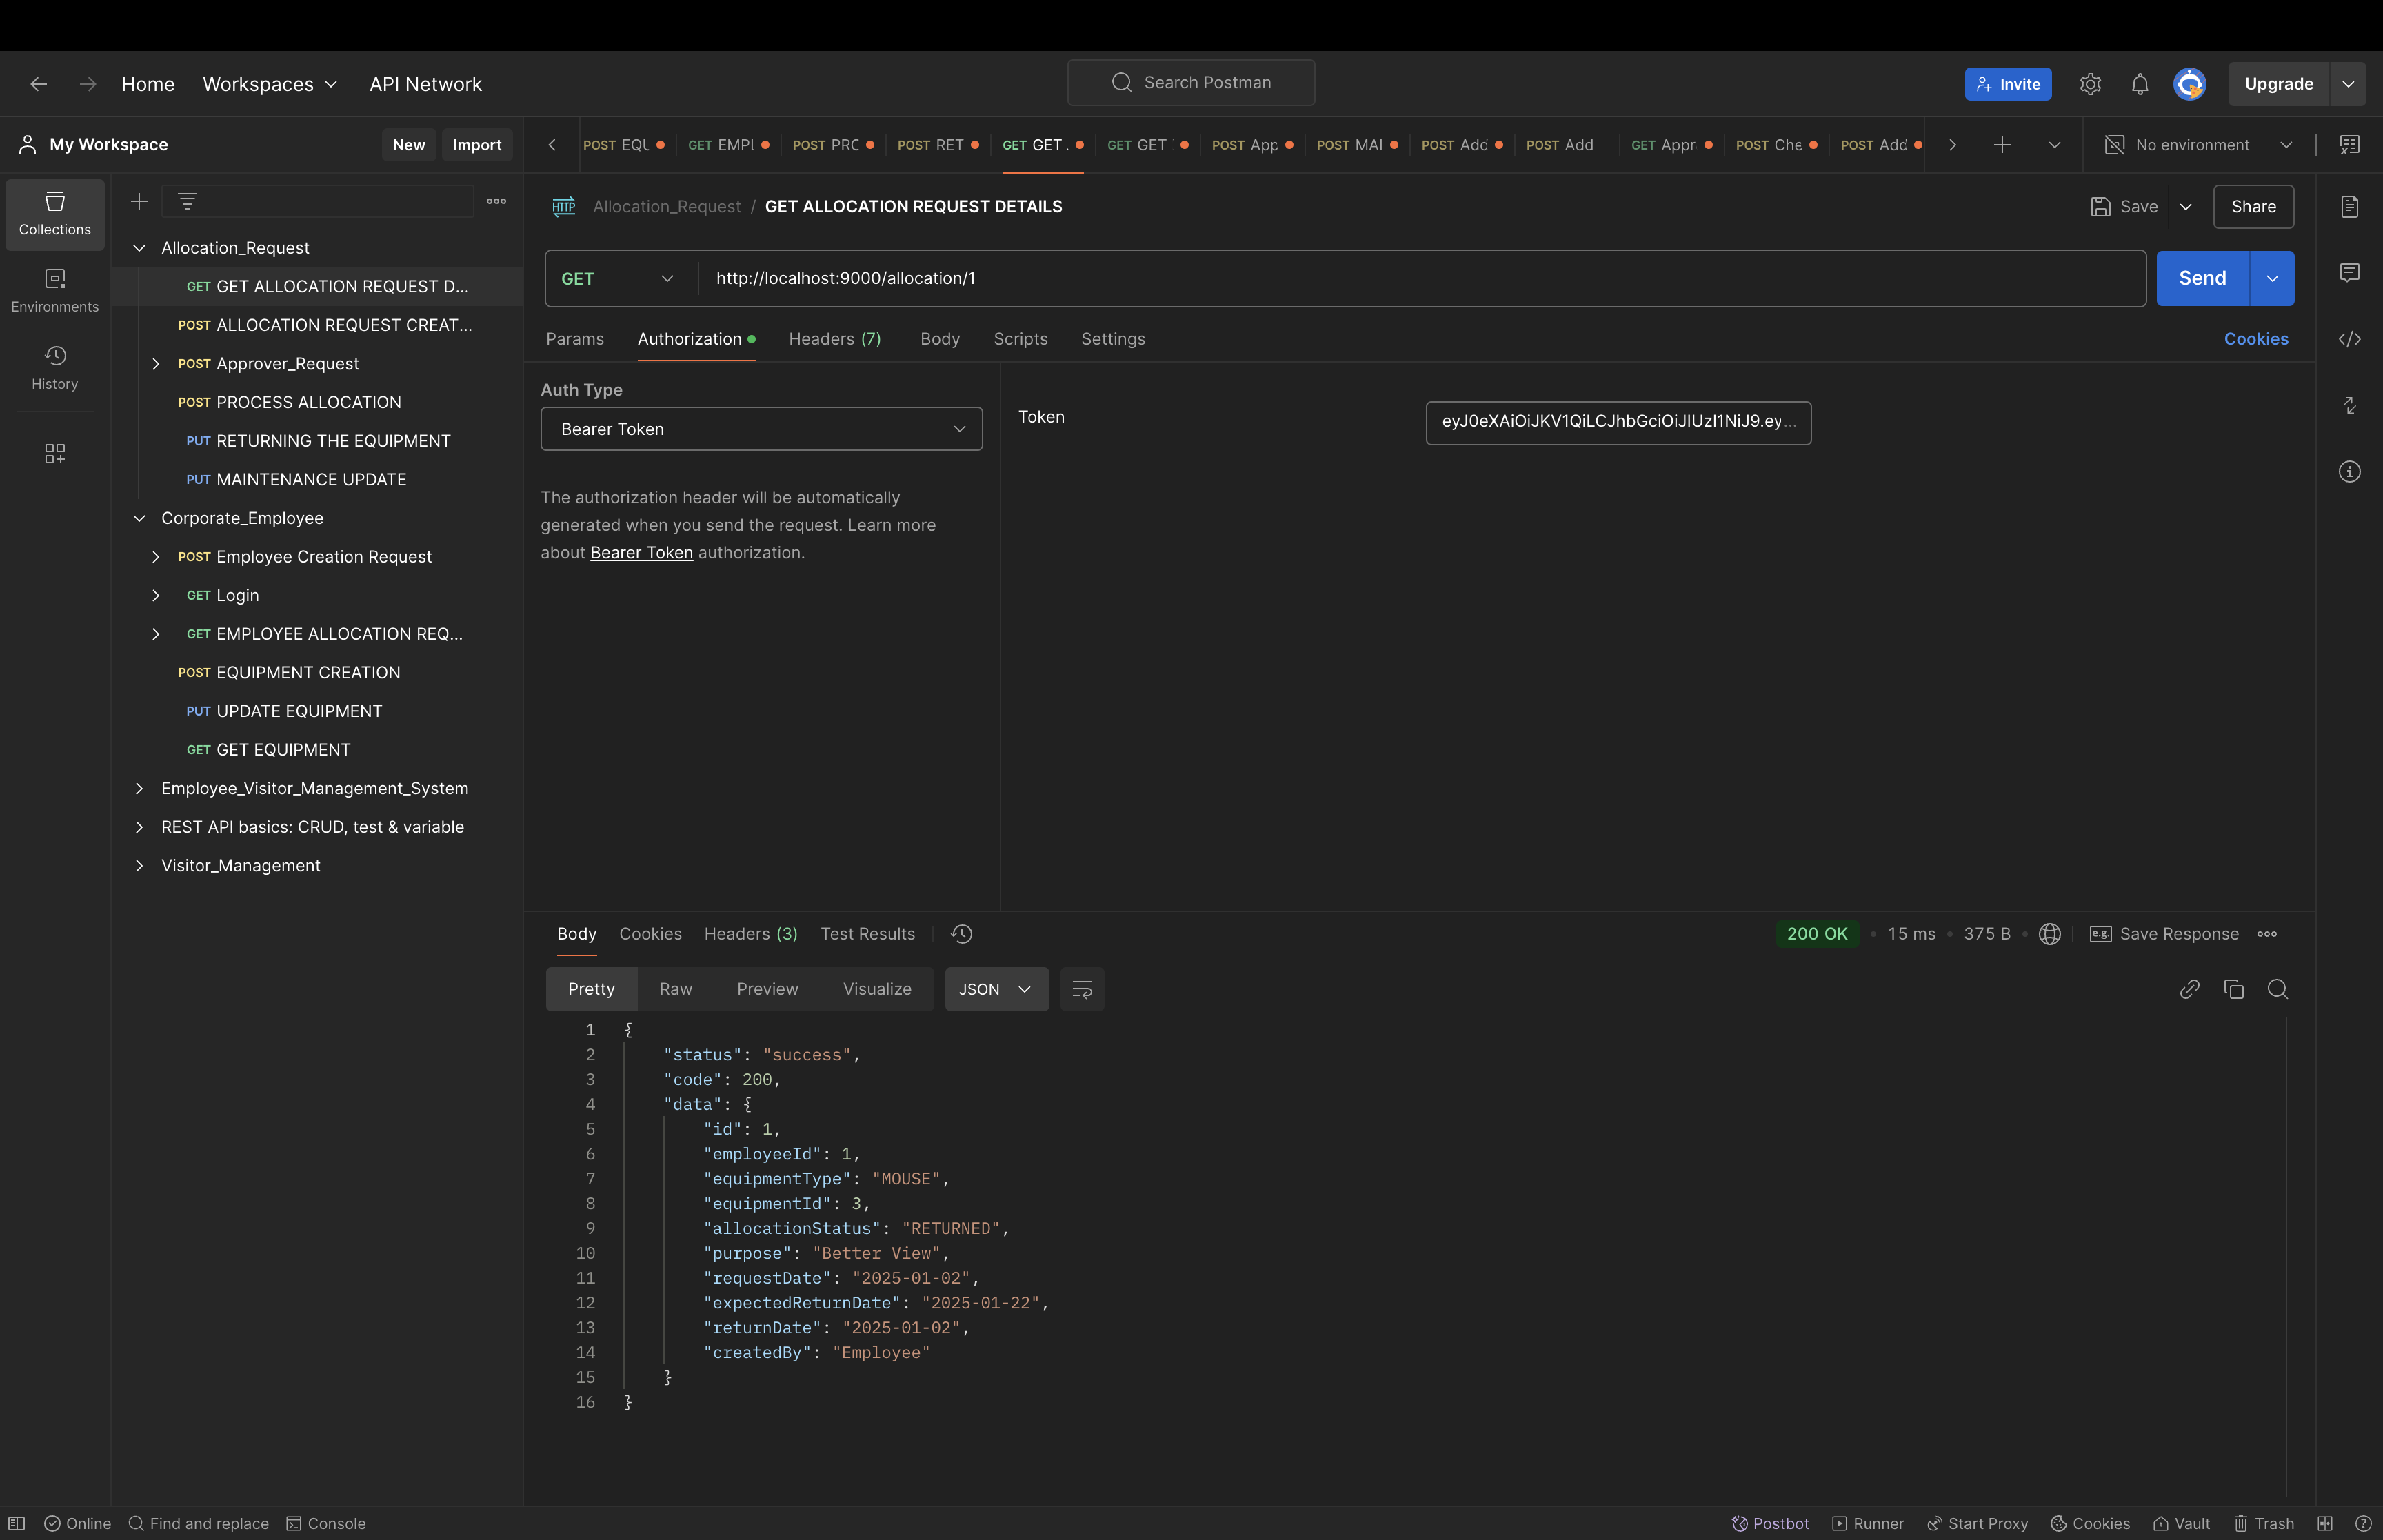 Home Workspaces API Network
Search Postman
Invite Upgrade
My Workspace New Import
POST EQU GET EMPL POST PRC POST RET GET GET . GET GET POST App POST MAI POST Add POST Add GET Appr POST Che POST Add
No environment
Collections
Environments
History
Allocation_Request
GET GET ALLOCATION REQUEST D...
POST ALLOCATION REQUEST CREAT...
POST Approver_Request
POST PROCESS ALLOCATION
PUT RETURNING THE EQUIPMENT
PUT MAINTENANCE UPDATE
Corporate_Employee
POST Employee Creation Request
GET Login
GET EMPLOYEE ALLOCATION REQ...
POST EQUIPMENT CREATION
PUT UPDATE EQUIPMENT
GET GET EQUIPMENT
Employee_Visitor_Management_System
REST API basics: CRUD, test & variable
Visitor_Management
HTTP Allocation_Request / GET ALLOCATION REQUEST DETAILS
Save Share
GET http://localhost:9000/allocation/1 Send
Params Authorization Headers (7) Body Scripts Settings Cookies
Auth Type
Bearer Token
The authorization header will be automatically
generated when you send the request. Learn more
about Bearer Token authorization.
Token eyJ0eXAiOiJKV1QiLCJhbGciOiJIUzI1NiJ9.ey...
Body Cookies Headers (3) Test Results
200 OK • 15 ms • 375 B • e.g. Save Response
Pretty Raw Preview Visualize JSON
1 {
2 "status": "success",
3 "code": 200,
4 "data": {
5 "id": 1,
6 "employeeId": 1,
7 "equipmentType": "MOUSE",
8 "equipmentId": 3,
9 "allocationStatus": "RETURNED",
10 "purpose": "Better View",
11 "requestDate": "2025-01-02",
12 "expectedReturnDate": "2025-01-22",
13 "returnDate": "2025-01-02",
14 "createdBy": "Employee"
15 }
16 }
Online Find and replace Console
Postbot Runner Start Proxy Cookies Vault Trash